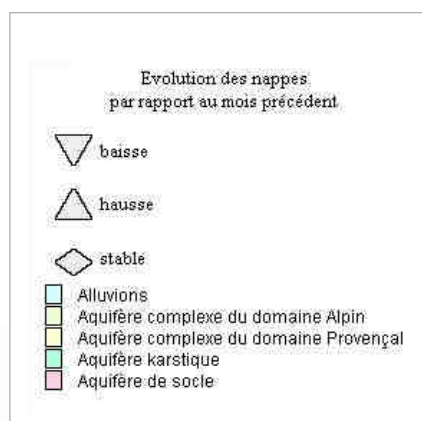 Evolution des nappes
par rapport au mois précédent
baisse
hausse
stable
Alluvions
Aquifère complexe du domaine Alpin
Aquifère complexe du domaine Provençal
Aquifère karstique
Aquifère de socle